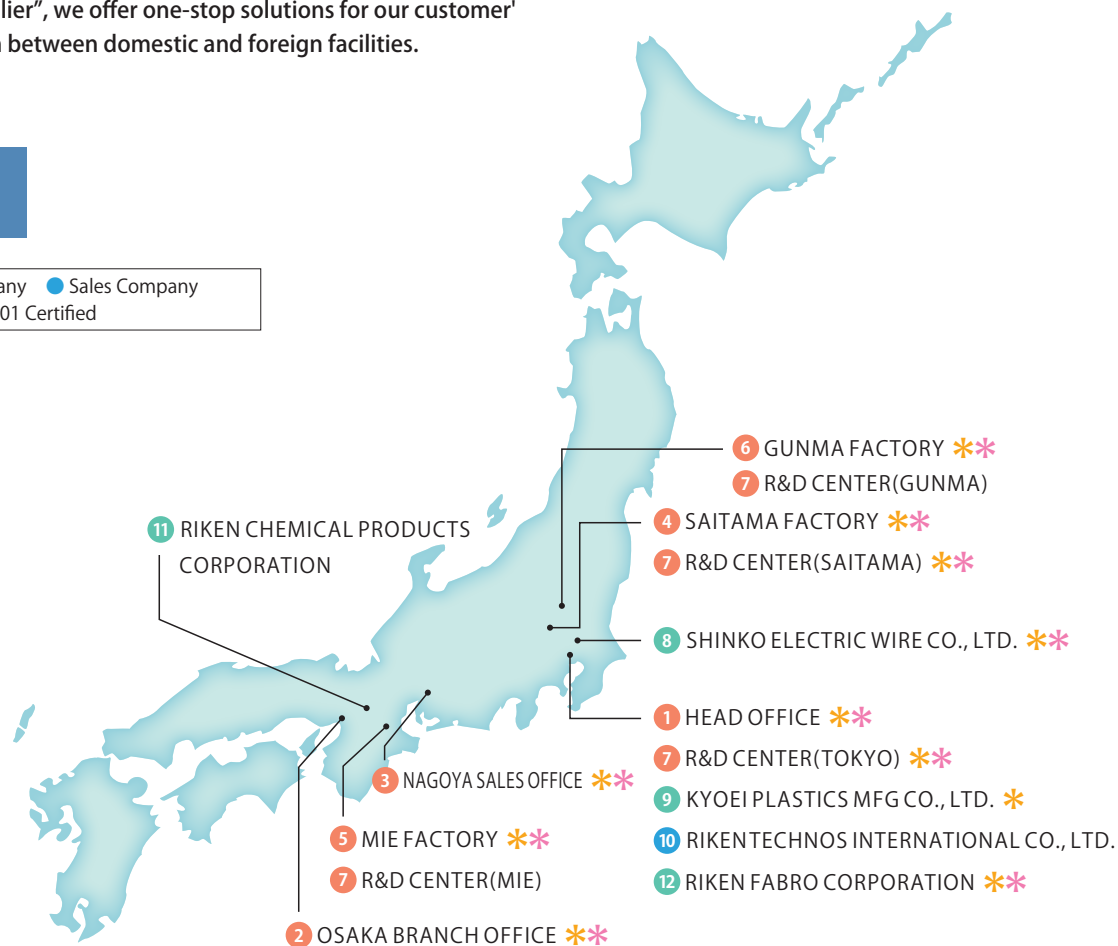 lier”, we offer one-stop solutions for our customer'
between domestic and foreign facilities.
any ● Sales Company
01 Certified
6 GUNMA FACTORY **
7 R&D CENTER(GUNMA)
4 SAITAMA FACTORY **
7 R&D CENTER(SAITAMA) **
11 RIKEN CHEMICAL PRODUCTS
CORPORATION
8 SHINKO ELECTRIC WIRE CO., LTD. **
1 HEAD OFFICE **
7 R&D CENTER(TOKYO) **
9 KYOEI PLASTICS MFG CO., LTD. *
10 RIKEN TECHNOS INTERNATIONAL CO., LTD.
12 RIKEN FABRO CORPORATION **
3 NAGOYA SALES OFFICE **
5 MIE FACTORY **
7 R&D CENTER(MIE)
2 OSAKA BRANCH OFFICE **